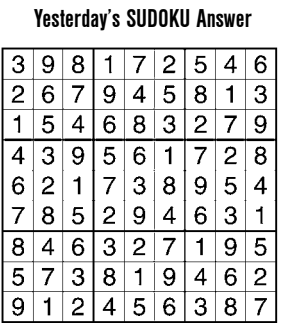 Yesterday's SUDOKU Answer
3 9 8 1 7 2 5 4 6
2 6 7 9 4 5 8 1 3
1 5 4 6 8 3 2 7 9
4 3 9 5 6 1 7 2 8
6 2 1 7 3 8 9 5 4
7 8 5 2 9 4 6 3 1
8 4 6 3 2 7 1 9 5
5 7 3 8 1 9 4 6 2
9 1 2 4 5 6 3 8 7